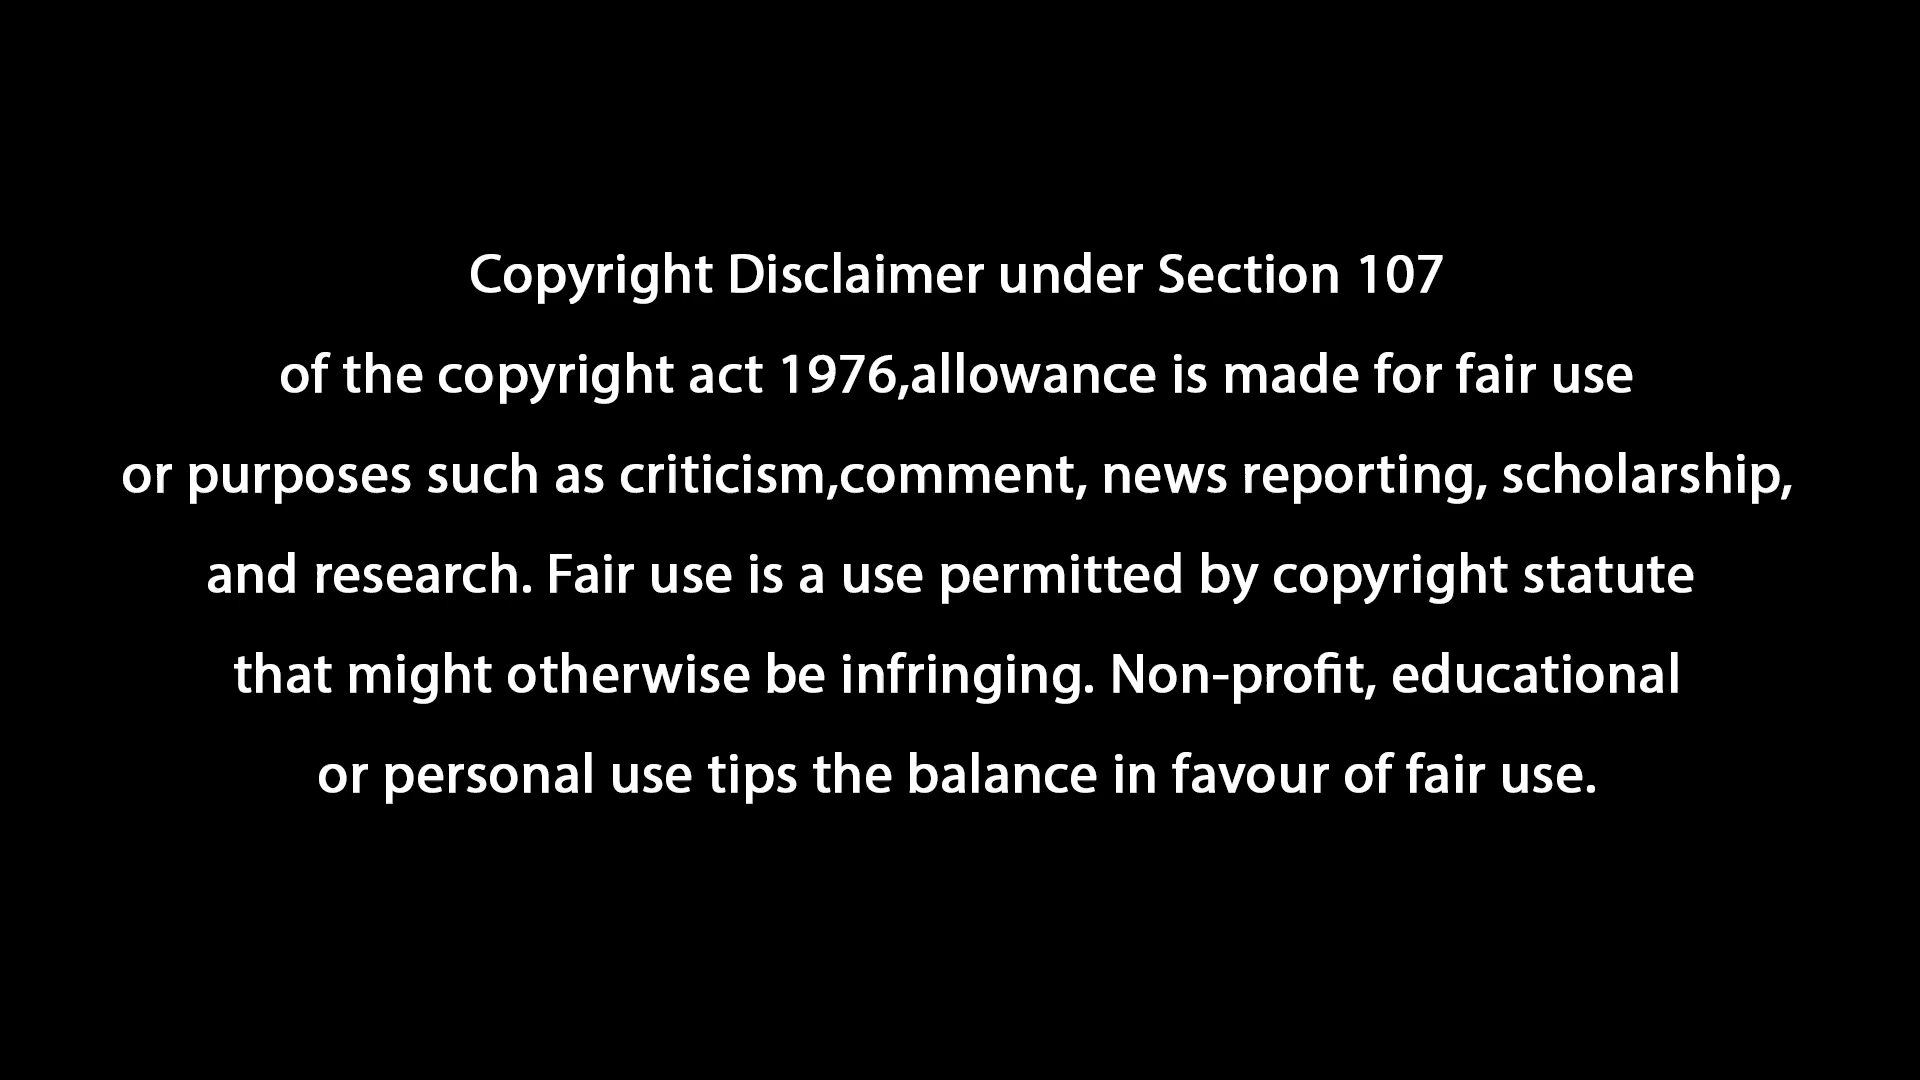 Copyright Disclaimer under Section 107
of the copyright act 1976,allowance is made for fair use
or purposes such as criticism,comment, news reporting, scholarship,
and research. Fair use is a use permitted by copyright statute
that might otherwise be infringing. Non-profit, educational
or personal use tips the balance in favour of fair use.